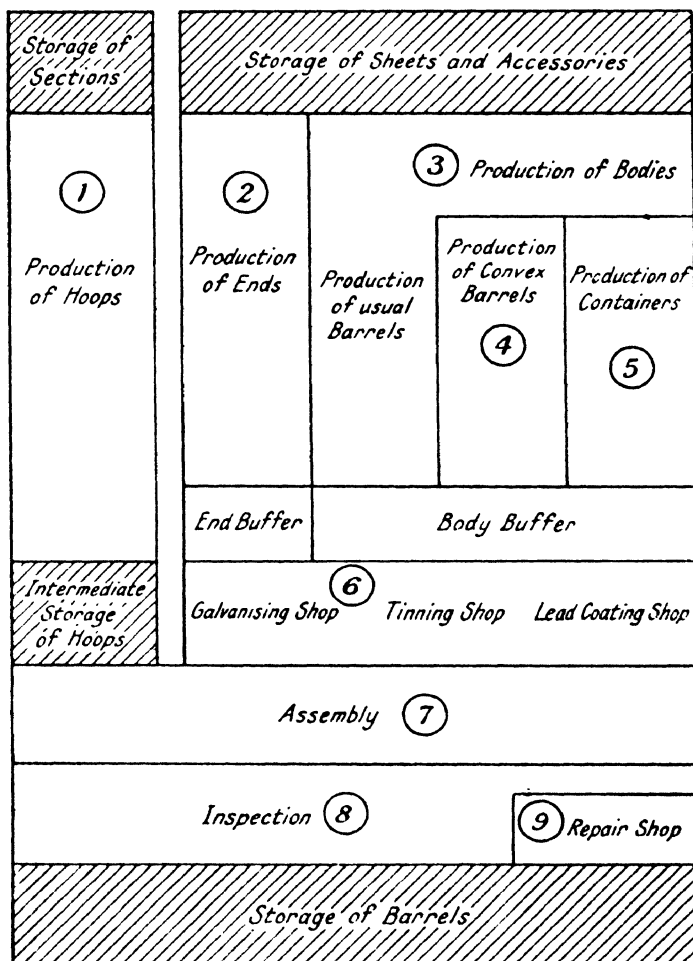 Storage of
Sections
Storage of Sheets and Accessories
1
Production
of Hoops
2
Production
of Ends
3 Production of Bodies
Production
of usual
Barrels
Production
of Convex
Barrels
4
Production of
Containers
5
End Buffer
Body Buffer
Intermediate
Storage
of Hoops
6
Galvanising Shop Tinning Shop Lead Coating Shop
Assembly 7
Inspection 8
9 Repair Shop
Storage of Barrels